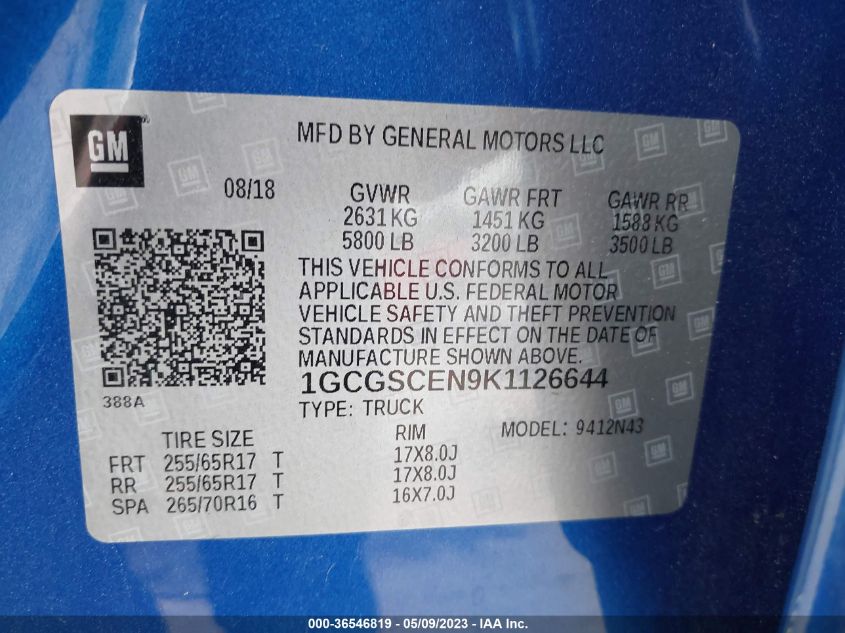 GM
MFD BY GENERAL MOTORS LLC
08/18 GVWR GAWR FRT GAWR RR
2631 KG 1451 KG 1588 KG
5800 LB 3200 LB 3500 LB
THIS VEHICLE CONFORMS TO ALL
APPLICABLE U.S. FEDERAL MOTOR
VEHICLE SAFETY AND THEFT PREVENTION
STANDARDS IN EFFECT ON THE DATE OF
MANUFACTURE SHOWN ABOVE.
1GCGSCEN9K1126644
388A
TYPE: TRUCK
TIRE SIZE RIM MODEL: 9412N43
FRT 255/65R17 T 17X8.0J
RR 255/65R17 T 17X8.0J
SPA 265/70R16 T 16X7.0J
000-36546819 - 05/09/2023 - IAA Inc.